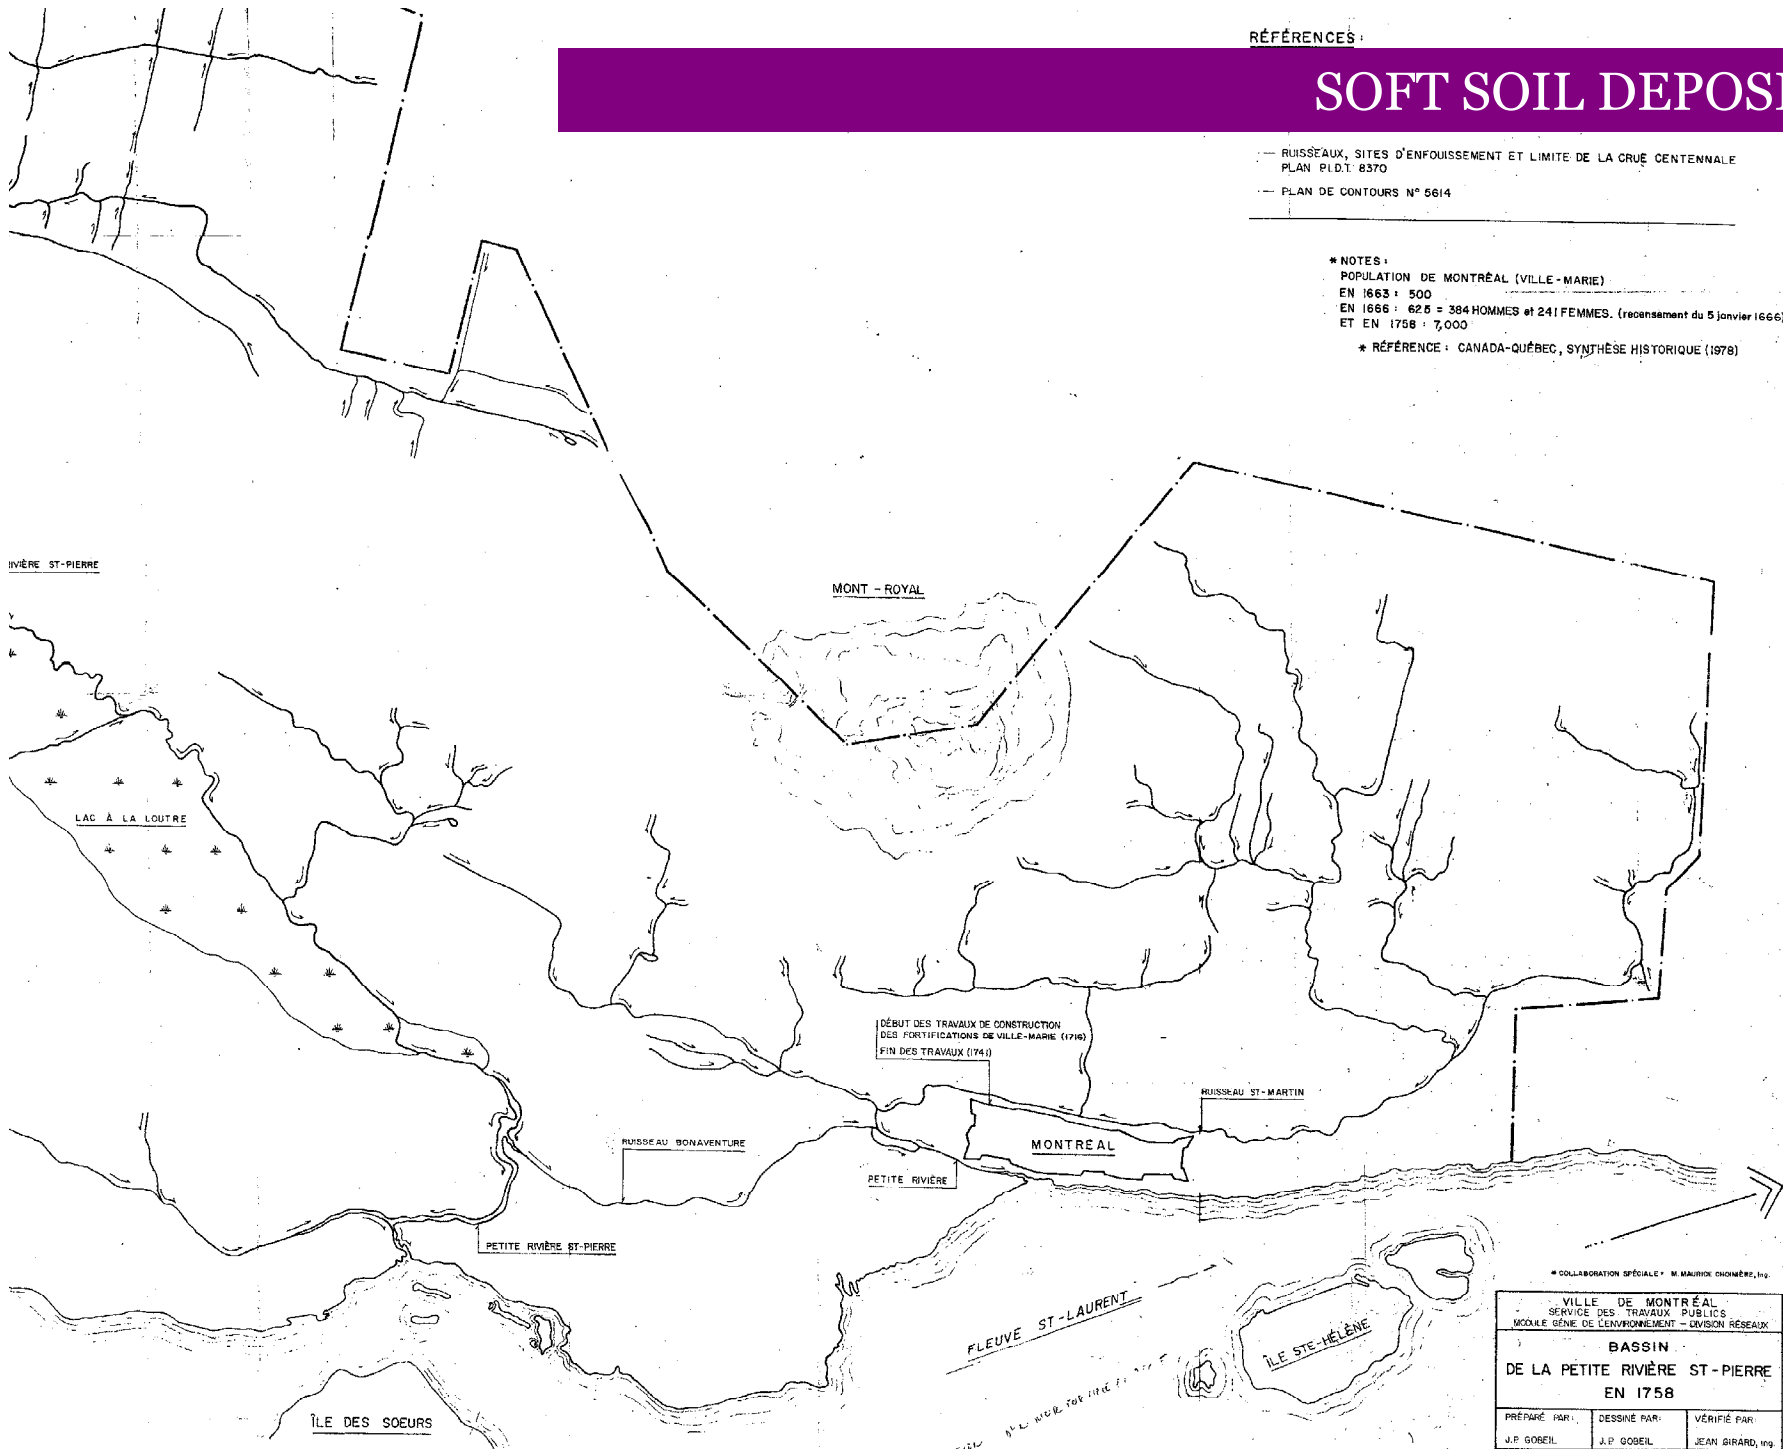 RÉFÉRENCES :
SOFT SOIL DEPOSI
— RUISSEAUX, SITES D'ENFOUISSEMENT ET LIMITE DE LA CRUE CENTENNALE
PLAN P.I.D.T. 8370
— PLAN DE CONTOURS N° 5614
* NOTES :
POPULATION DE MONTRÉAL (VILLE-MARIE)
EN 1663 : 500
EN 1666 : 625 = 384 HOMMES et 241 FEMMES. (recensement du 5 janvier 1666)
ET EN 1758 : 7,000
* RÉFÉRENCE : CANADA-QUÉBEC, SYNTHÈSE HISTORIQUE (1978)
IVIÈRE ST-PIERRE
MONT-ROYAL
LAC À LA LOUTRE
DÉBUT DES TRAVAUX DE CONSTRUCTION
DES FORTIFICATIONS DE VILLE-MARIE (1716)
FIN DES TRAVAUX (1741)
RUISSEAU ST-MARTIN
RUISSEAU BONAVENTURE
MONTRÉAL
PETITE RIVIÈRE
PETITE RIVIÈRE ST-PIERRE
FLEUVE ST-LAURENT
ÎLE STE-HÉLÈNE
ÎLE DES SOEURS
* COLLABORATION SPÉCIALE : M. MAURICE CHOINIÈRE, ing.
VILLE DE MONTRÉAL
SERVICE DES TRAVAUX PUBLICS
MODULE GÉNIE DE L'ENVIRONNEMENT - DIVISION RÉSEAUX
BASSIN
DE LA PETITE RIVIÈRE ST-PIERRE
EN 1758
PRÉPARÉ PAR: DESSINÉ PAR: VÉRIFIÉ PAR:
J.P. GOBEIL J.P. GOBEIL JEAN GIRARD, ing.